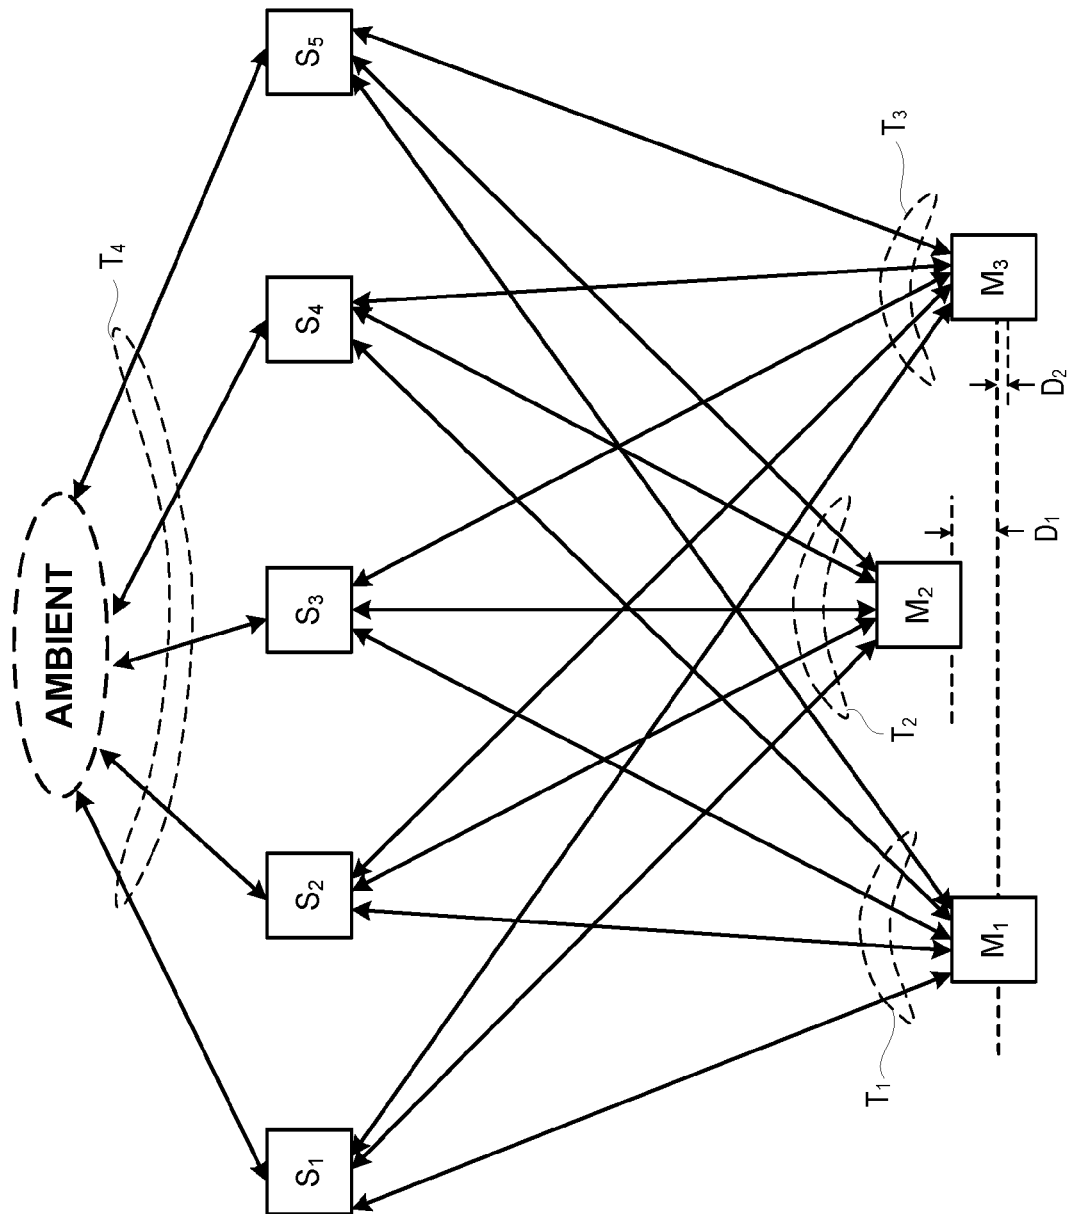 AMBIENT
T₄
S₁
S₂
S₃
S₄
S₅
T₁
T₂
T₃
M₁
M₂
M₃
D₁
D₂